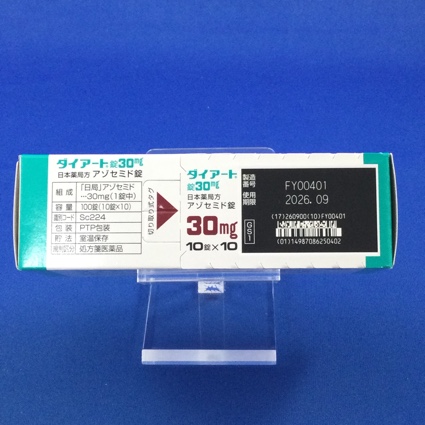 ダイアート錠30mg
日本薬局方 アゾセミド錠
組成 「日局」アゾセミド
…30mg(1錠中)
容量 100錠(10錠×10)
識別コード Sc224
包装 PTP包装
貯法 室温保存
規制区分 処方箋医薬品
切り取り式タグ
ダイアート
錠30mg
日本薬局方
アゾセミド錠
30mg
10錠×10
製造番号 FY00401
使用期限 2026.09
(17)260900(10)FY00401
GS1
(01)14987086250402